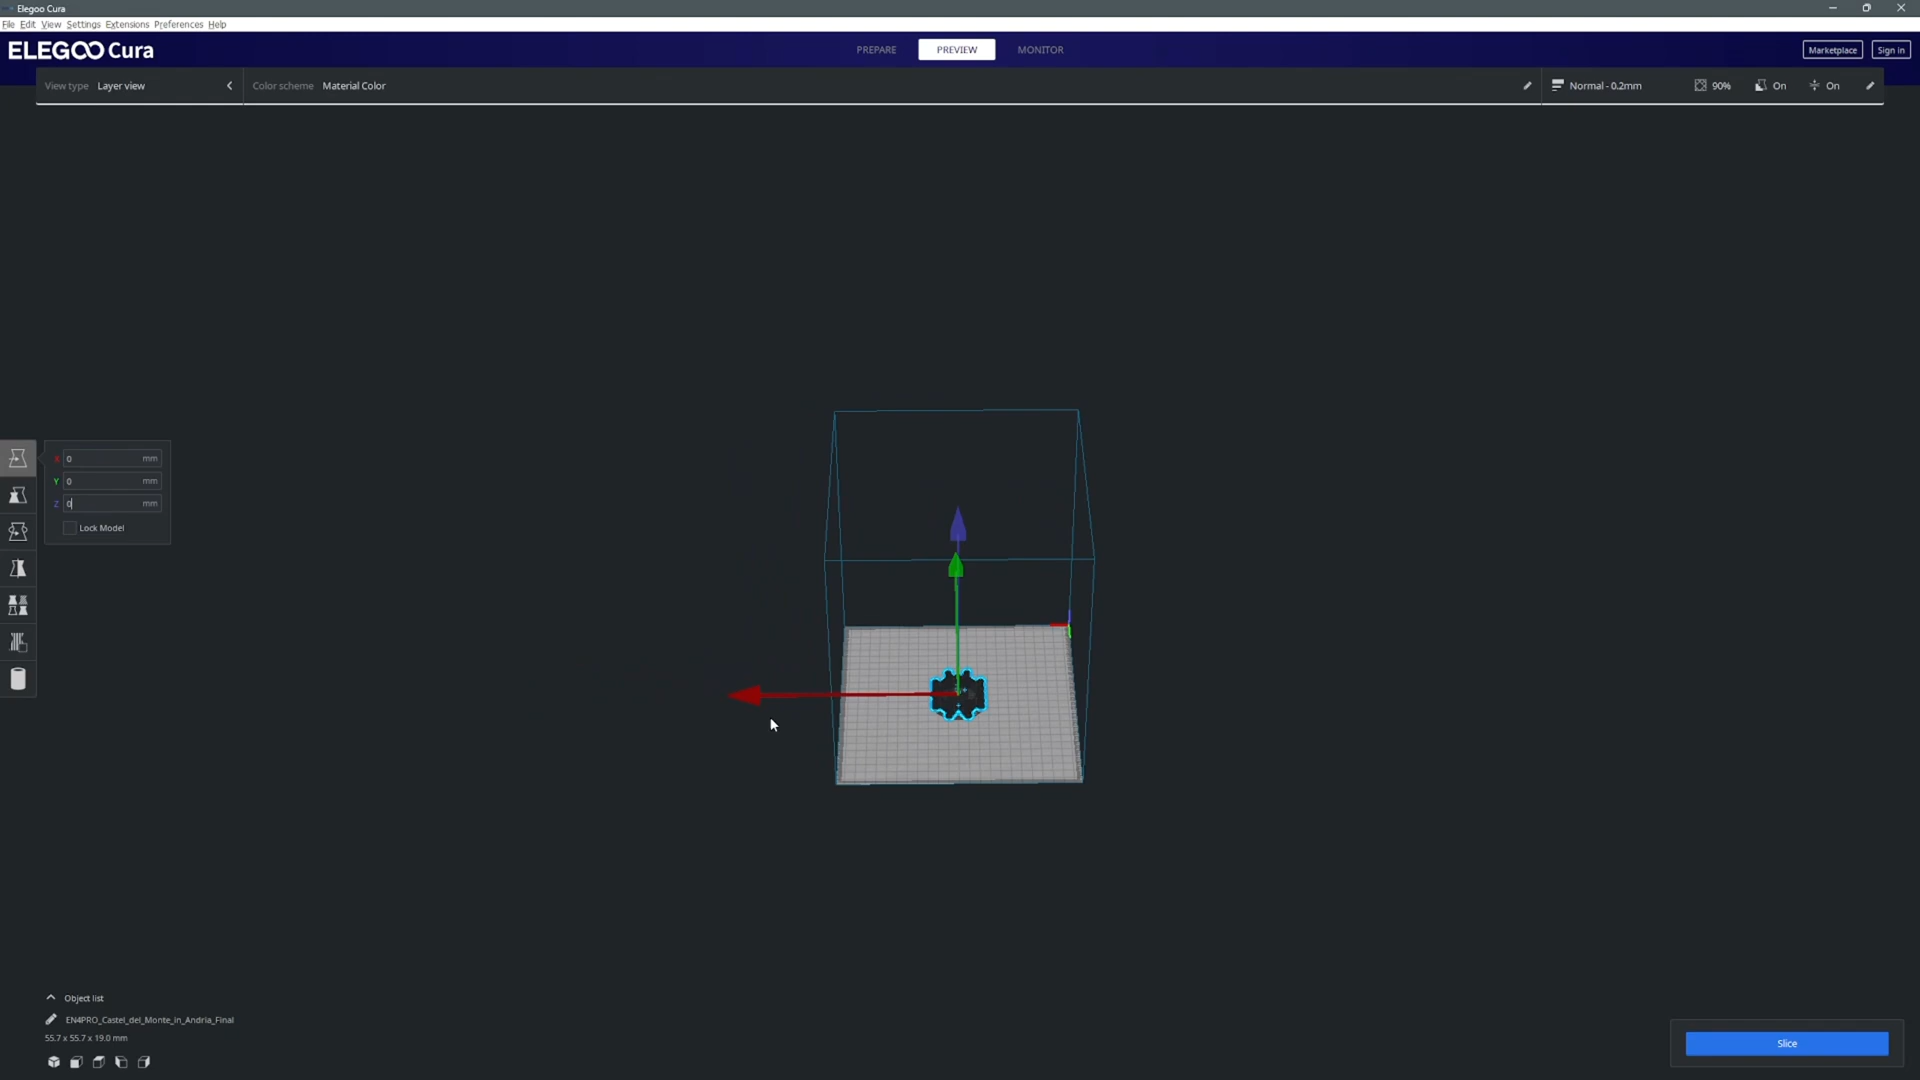 Elegoo Cura
File Edit View Settings Extensions Preferences Help
ELEGOO Cura
PREPARE PREVIEW MONITOR
Marketplace Sign in
View type Layer view Color scheme Material Color Normal - 0.2mm 90% On On
X 0 mm
Y 0 mm
Z 0 mm
Lock Model
Object list
EN4PRO_Castel_del_Monte_in_Andria_Final
55.7 x 55.7 x 19.0 mm
Slice